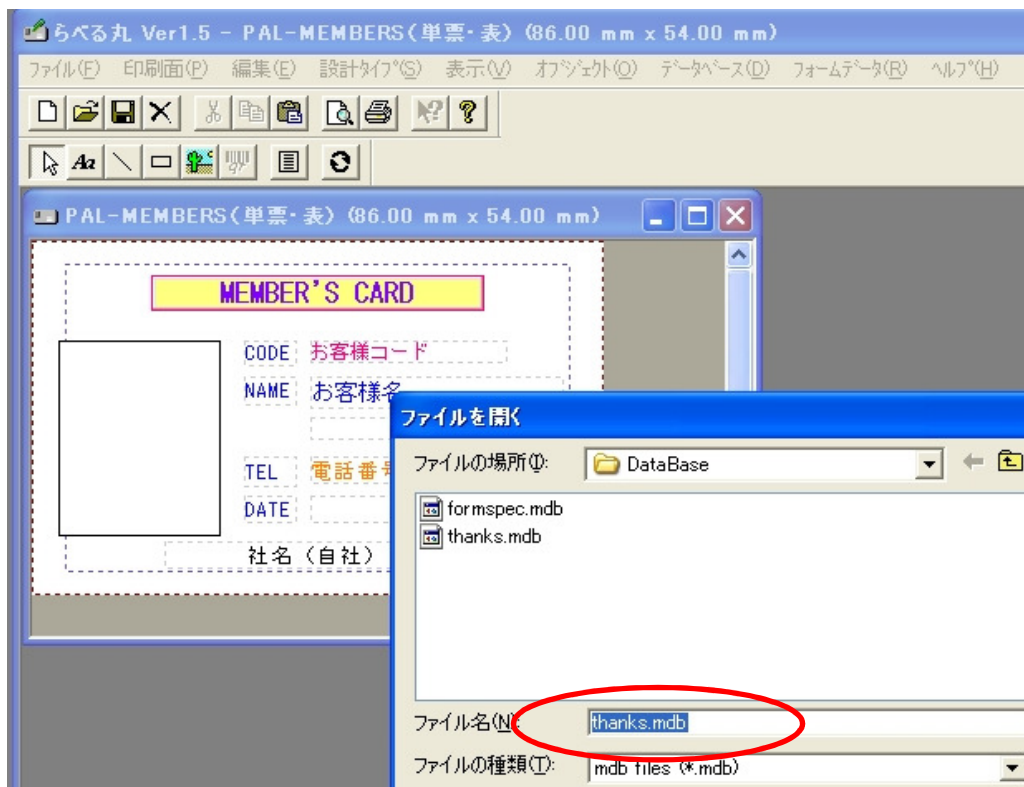 らべる丸 Ver1.5 - PAL-MEMBERS(単票・表) (86.00 mm x 54.00 mm)
ファイル(F) 印刷面(P) 編集(E) 設計タイプ(S) 表示(V) オブジェクト(O) データベース(D) フォームデータ(R) ヘルプ(H)
Aa
PAL-MEMBERS(単票・表) (86.00 mm x 54.00 mm)
MEMBER'S CARD
CODE お客様コード
NAME お客様名
TEL 電話番号
DATE
社名(自社)
ファイルを開く
ファイルの場所(I): DataBase
formspec.mdb
thanks.mdb
ファイル名(N): thanks.mdb
ファイルの種類(T): mdb files (*.mdb)